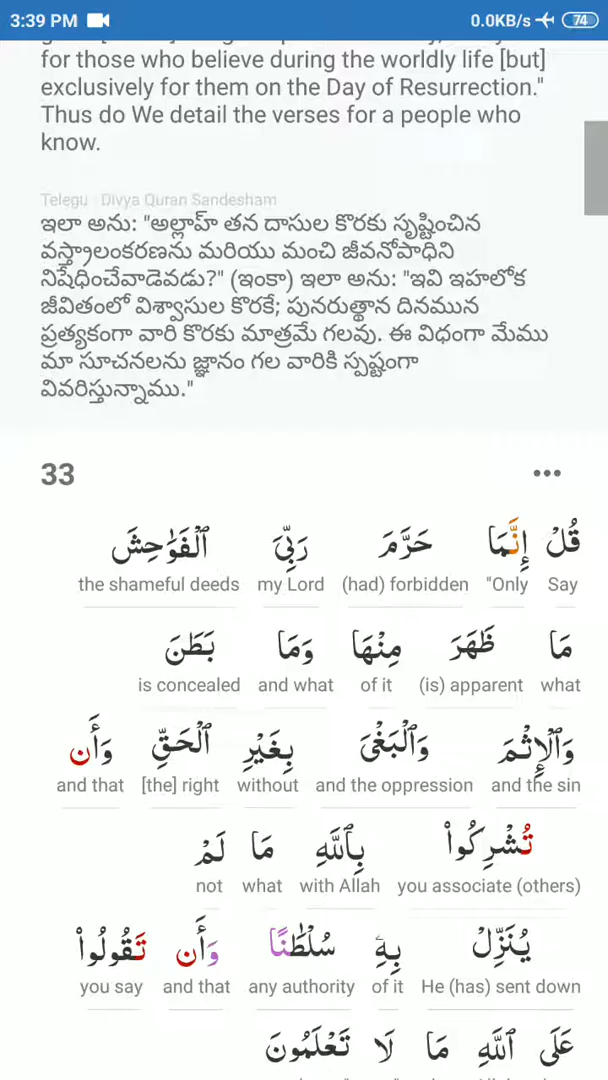 3:39 PM 0.0KB/s 74
for those who believe during the worldly life [but]
exclusively for them on the Day of Resurrection."
Thus do We detail the verses for a people who
know.
Telegu - Divya Quran Sandesham
ఇలా అను: "అల్లాహ్ తన దాసుల కొరకు సృష్టించిన
వస్త్రాలంకరణను మరియు మంచి జీవనోపాధిని
నిషేధించేవాడెవడు?" (ఇంకా) ఇలా అను: "ఇవి ఇహలోక
జీవితంలో విశ్వాసుల కొరకే; పునరుత్థాన దినమున
ప్రత్యకంగా వారి కొరకు మాత్రమే గలవు. ఈ విధంగా మేము
మా సూచనలను జ్ఞానం గల వారికి స్పష్టంగా
వివరిస్తున్నాము."
33
قُلْ إِنَّمَا حَرَّمَ رَبِّىَ ٱلْفَوَٰحِشَ
the shameful deeds my Lord (had) forbidden "Only Say
مَا ظَهَرَ مِنْهَا وَمَا بَطَنَ
is concealed and what of it (is) apparent what
وَٱلْإِثْمَ وَٱلْبَغْىَ بِغَيْرِ ٱلْحَقِّ وَأَن
and that [the] right without and the oppression and the sin
تُشْرِكُوا۟ بِٱللَّهِ مَا لَمْ
not what with Allah you associate (others)
يُنَزِّلْ بِهِۦ سُلْطَٰنًا وَأَن تَقُولُوا۟
you say and that any authority of it He (has) sent down
عَلَى ٱللَّهِ مَا لَا تَعْلَمُونَ